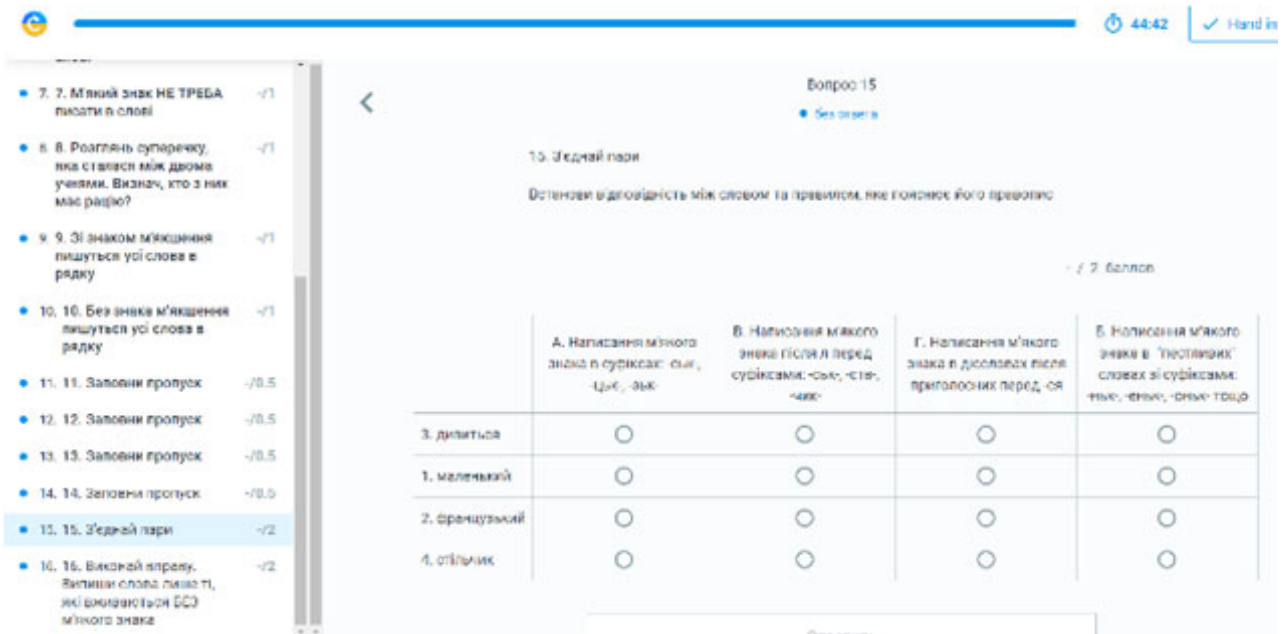 44:42
Hand in
7. 7. М'який знак НЕ ТРЕБА
писати в слові
-/1
8. 8. Розглянь суперечку,
яка сталася між двома
учнями. Визнач, хто з них
має рацію?
-/1
9. 9. Зі знаком м'якшення
пишуться усі слова в
рядку
-/1
10. 10. Без знака м'якшення
пишуться усі слова в
рядку
-/1
11. 11. Заповни пропуск
-/0.5
12. 12. Заповни пропуск
-/0.5
13. 13. Заповни пропуск
-/0.5
14. 14. Заповни пропуск
-/0.5
15. 15. З'єднай пари
-/2
16. 16. Виконай вправу.
Випиши слова лише ті,
які вживаються БЕЗ
м'якого знака
-/2
Вопрос 15
без ответа
15. З'єднай пари
Встанови відповідність між словом та правилом, яке пояснює його правопис
- / 2 баллов
А. Написання м'якого
знака в суфіксах: -ськ-,
-цьк-, -зьк-
В. Написання м'якого
знака після л перед
суфіксами: -ськ-, -ств-,
-чик-
Г. Написання м'якого
знака в дієсловах після
приголосних перед -ся
Б. Написання м'якого
знака в "пестливих"
словах зі суфіксами:
-ньк-, -еньк-, -оньк- тощо
3. дивиться
1. маленький
2. французький
4. стільчик